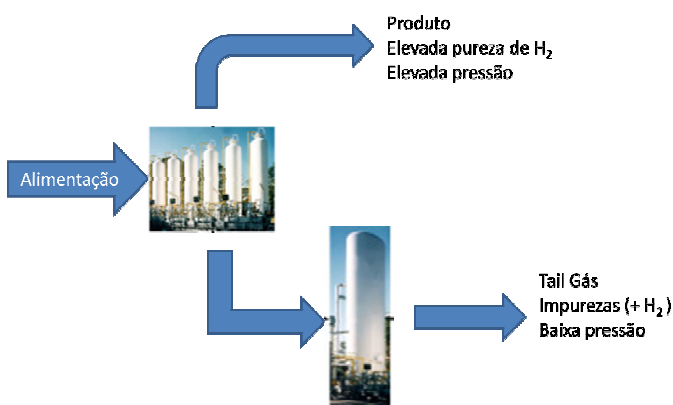 Produto
Elevada pureza de H₂
Elevada pressão
Alimentação
Tail Gás
Impurezas (+ H₂ )
Baixa pressão